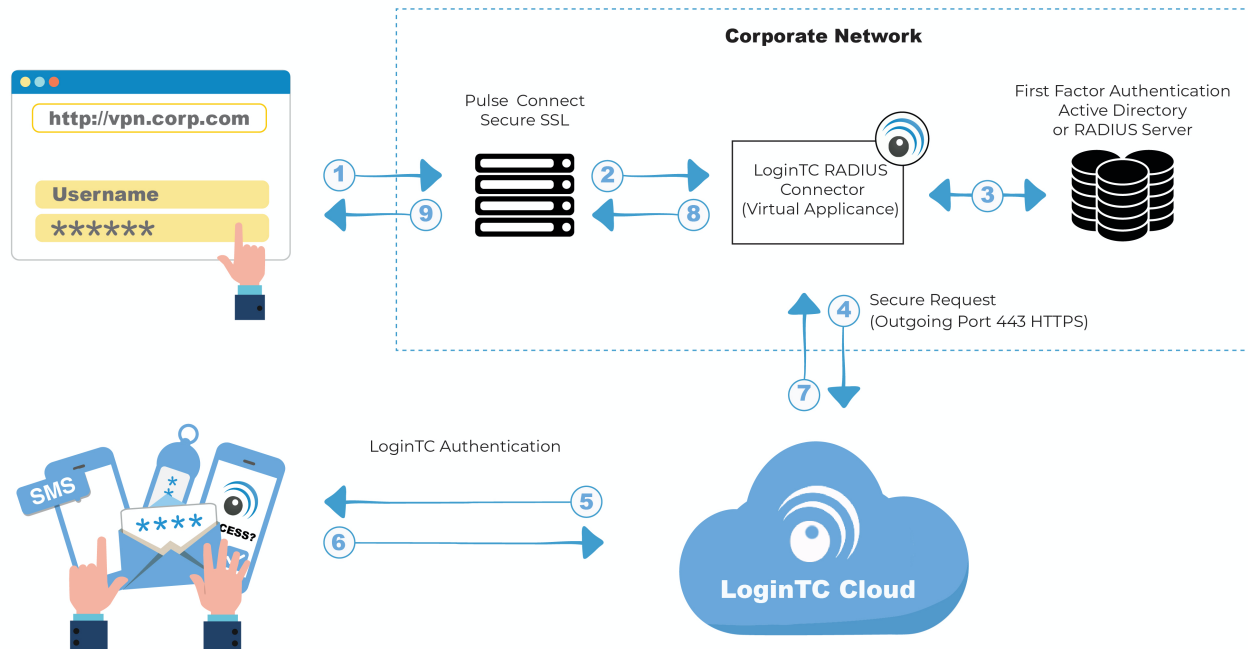 Corporate Network
http://vpn.corp.com
Username
******
1
9
Pulse Connect
Secure SSL
2
8
LoginTC RADIUS
Connector
(Virtual Applicance)
3
First Factor Authentication
Active Directory
or RADIUS Server
4
Secure Request
(Outgoing Port 443 HTTPS)
7
LoginTC Authentication
5
6
SMS
**
****
CESS?
LoginTC Cloud